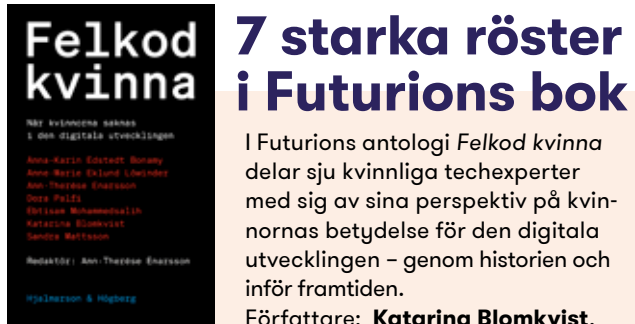 Felkod
kvinna
När kvinnorna saknas
i den digitala utvecklingen
Anna-Karin Edstedt Bonamy
Anne-Marie Eklund Löwinder
Ann-Therése Enarsson
Dora Palfi
Ebtisam Mohammedsalih
Katarina Blomkvist
Sandra Mattsson
Redaktör: Ann-Therése Enarsson
Hjalmarson & Högberg
7 starka röster
i Futurions bok
I Futurions antologi Felkod kvinna
delar sju kvinnliga techexperter
med sig av sina perspektiv på kvin-
nornas betydelse för den digitala
utvecklingen – genom historien och
inför framtiden.
Författare: Katarina Blomkvist,